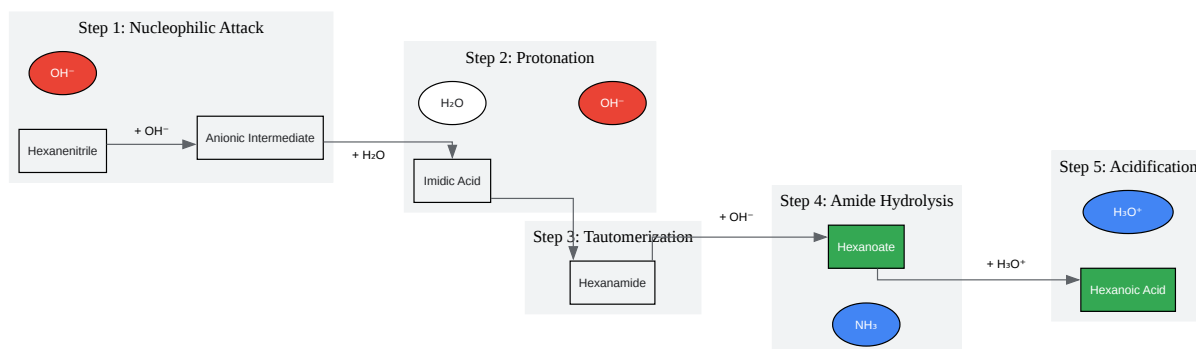 Step 1: Nucleophilic Attack
OH⁻
Hexanenitrile
+ OH⁻
Anionic Intermediate
+ H₂O
Step 2: Protonation
H₂O
OH⁻
Imidic Acid
Step 3: Tautomerization
Hexanamide
+ OH⁻
Step 4: Amide Hydrolysis
Hexanoate
NH₃
+ H₃O⁺
Step 5: Acidification
H₃O⁺
Hexanoic Acid